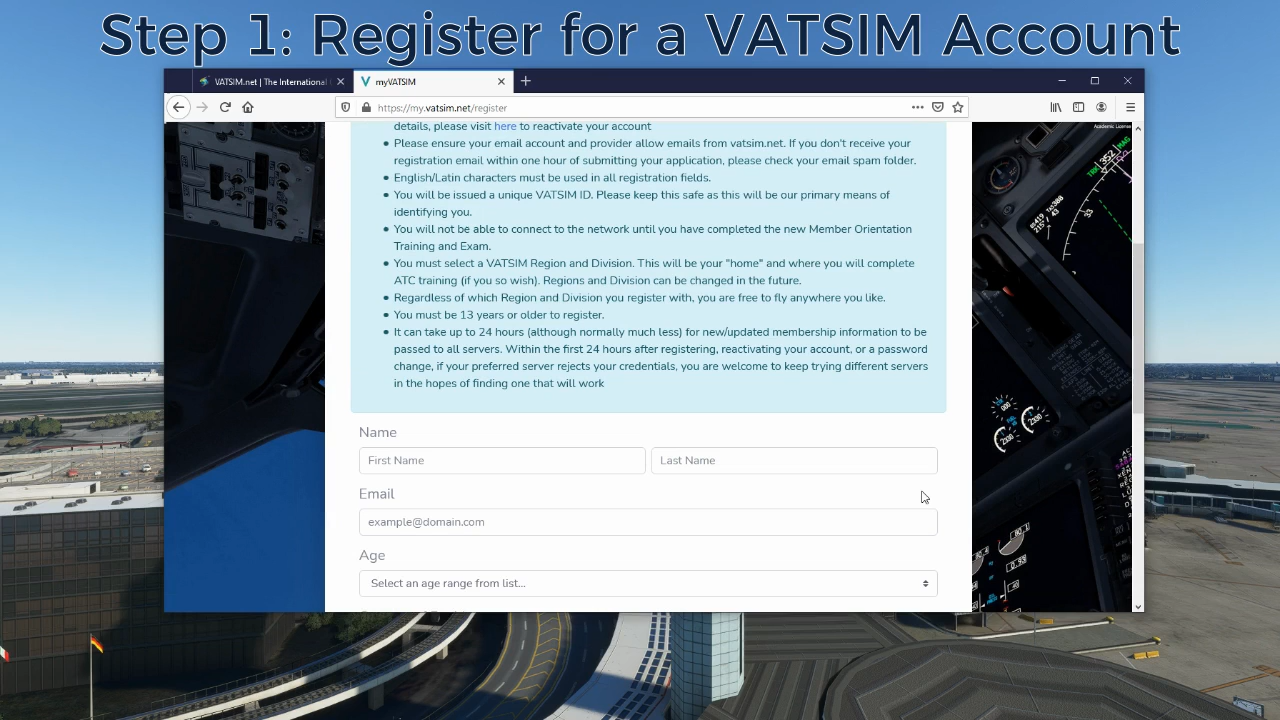 Step 1: Register for a VATSIM Account
VATSIM.net | The International
myVATSIM
https://my.vatsim.net/register
details please visit here to reactivate your account
Please ensure your email account and provider allow emails from vatsim.net. If you don't receive your
registration email within one hour of submitting your application, please check your email spam folder.
English/Latin characters must be used in all registration fields.
You will be issued a unique VATSIM ID. Please keep this safe as this will be our primary means of
identifying you.
You will not be able to connect to the network until you have completed the new Member Orientation
Training and Exam.
You must select a VATSIM Region and Division. This will be your "home" and where you will complete
ATC training (if you so wish). Regions and Division can be changed in the future.
Regardless of which Region and Division you register with, you are free to fly anywhere you like.
You must be 13 years or older to register.
It can take up to 24 hours (although normally much less) for new/updated membership information to be
passed to all servers. Within the first 24 hours after registering, reactivating your account, or a password
change, if your preferred server rejects your credentials, you are welcome to keep trying different servers
in the hopes of finding one that will work
Name
First Name
Last Name
Email
example@domain.com
Age
Select an age range from list...
Academic License
TRK 352 MAG
33